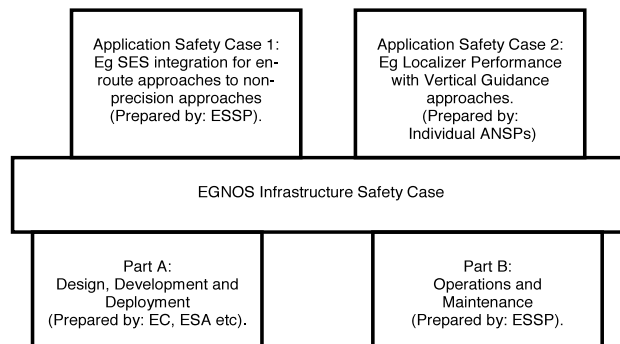 Application Safety Case 1:
Eg SES integration for en-
route approaches to non-
precision approaches
(Prepared by: ESSP).
Application Safety Case 2:
Eg Localizer Performance
with Vertical Guidance
approaches.
(Prepared by:
Individual ANSPs)
EGNOS Infrastructure Safety Case
Part A:
Design, Development and
Deployment
(Prepared by: EC, ESA etc).
Part B:
Operations and
Maintenance
(Prepared by: ESSP).